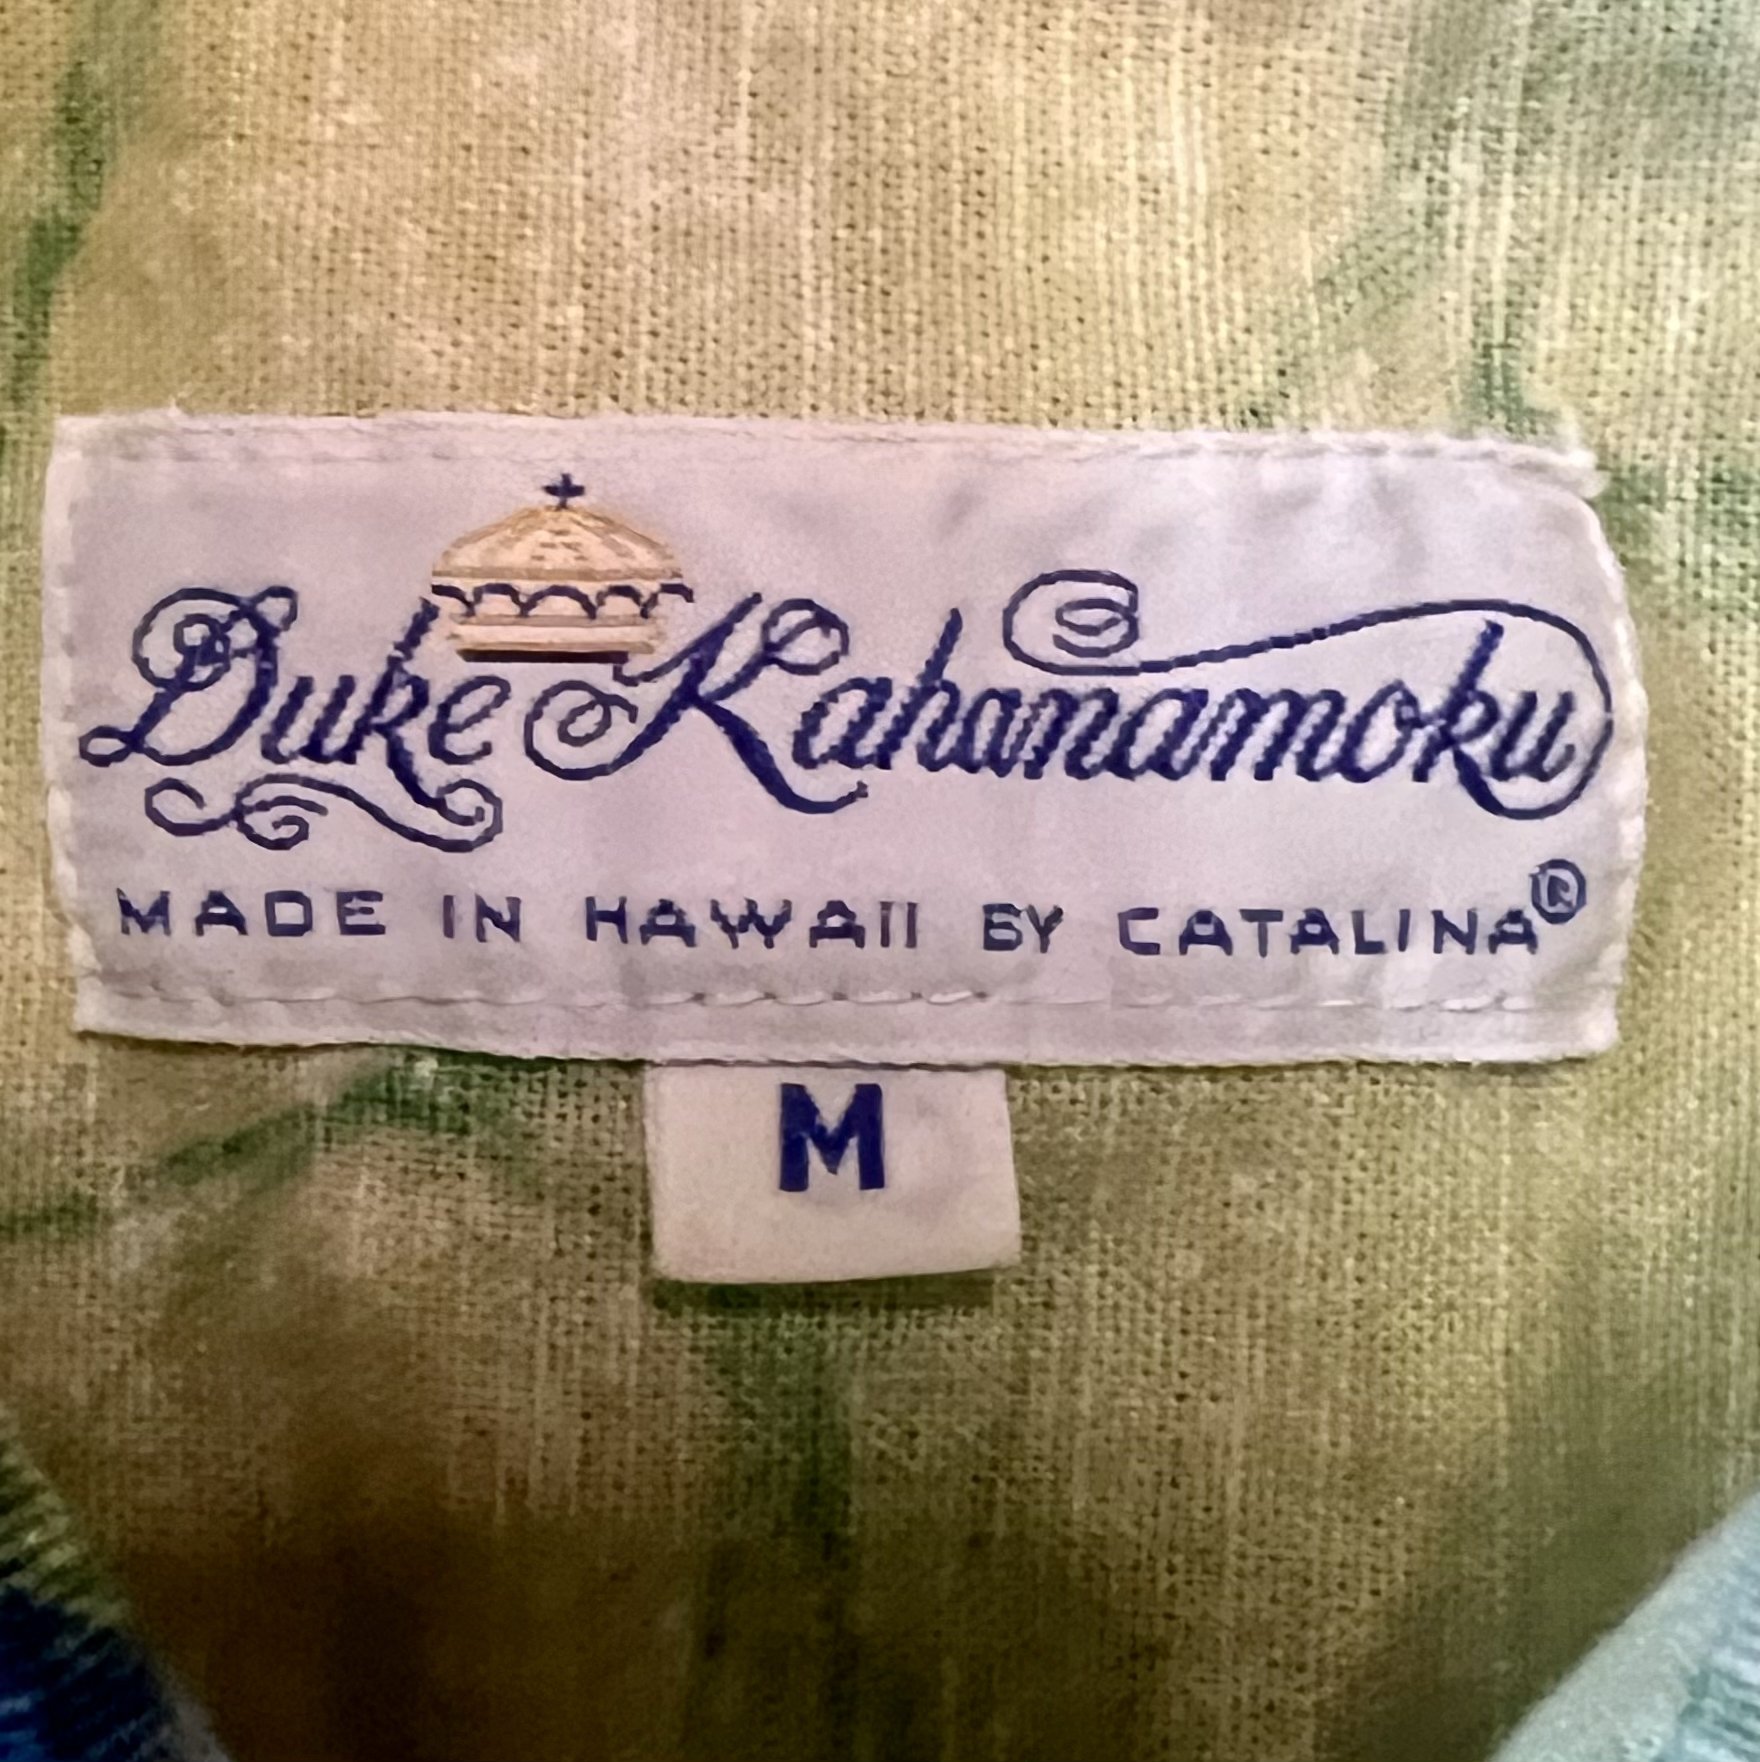 Duke Kahanamoku
MADE IN HAWAII BY CATALINA®
M